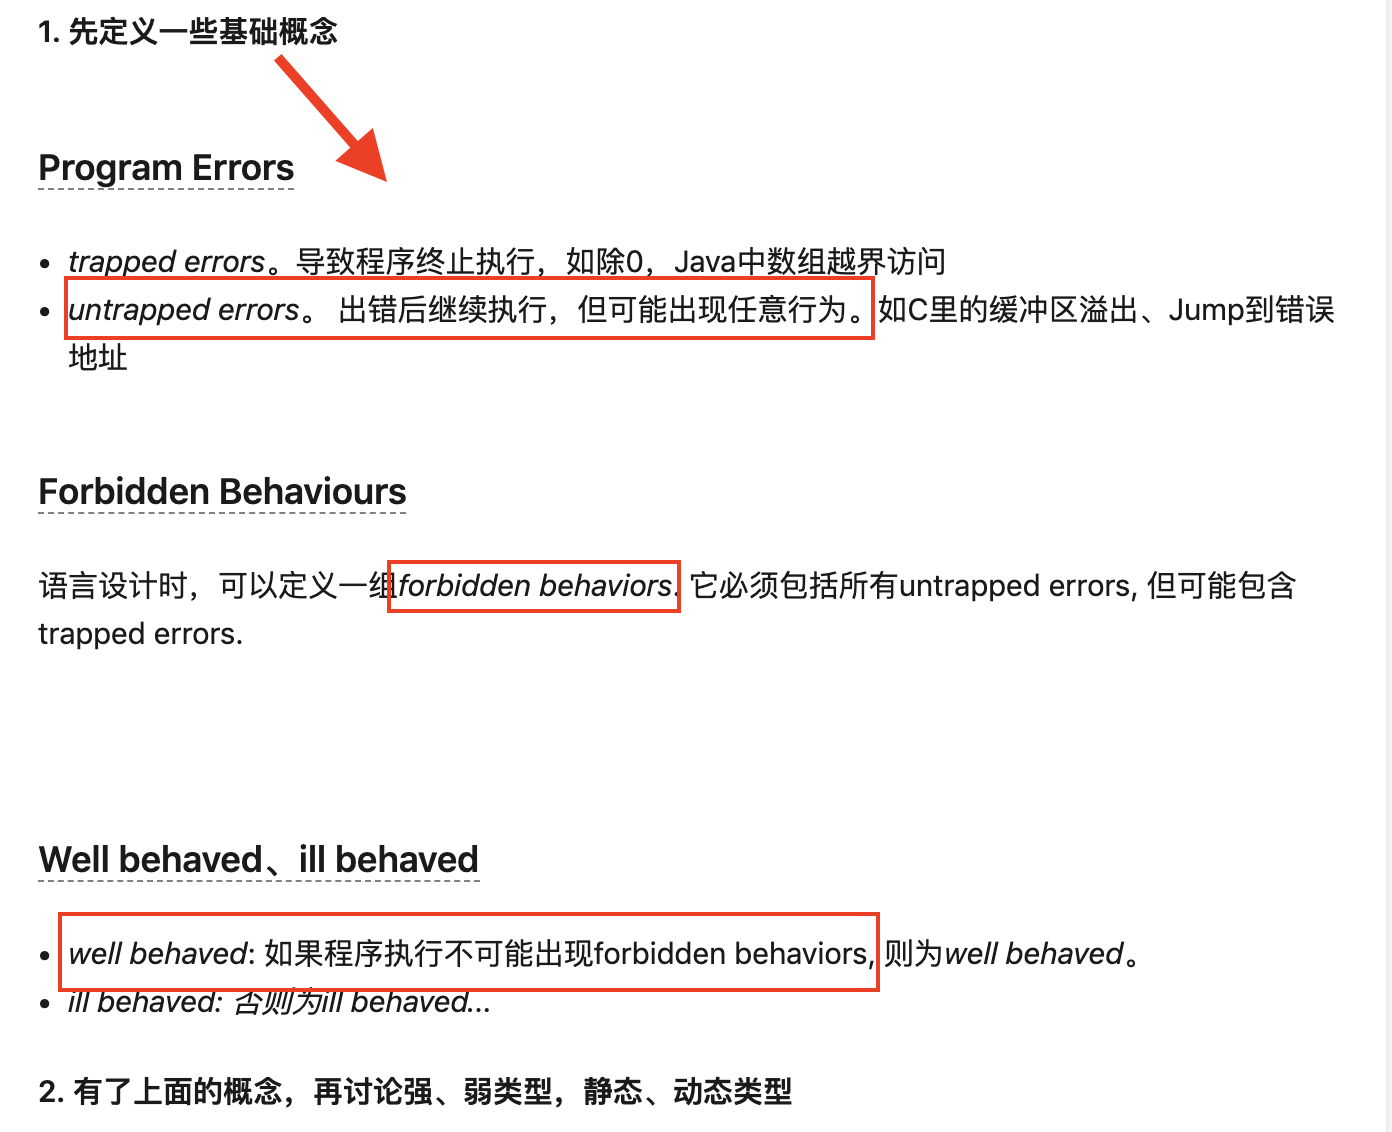 1. 先定义一些基础概念
Program Errors
• trapped errors。导致程序终止执行，如除0，Java中数组越界访问
• untrapped errors。 出错后继续执行，但可能出现任意行为。如C里的缓冲区溢出、Jump到错误
地址
Forbidden Behaviours
语言设计时，可以定义一组forbidden behaviors. 它必须包括所有untrapped errors, 但可能包含
trapped errors.
Well behaved、ill behaved
• well behaved: 如果程序执行不可能出现forbidden behaviors, 则为well behaved。
• ill behaved: 否则为ill behaved...
2. 有了上面的概念，再讨论强、弱类型，静态、动态类型